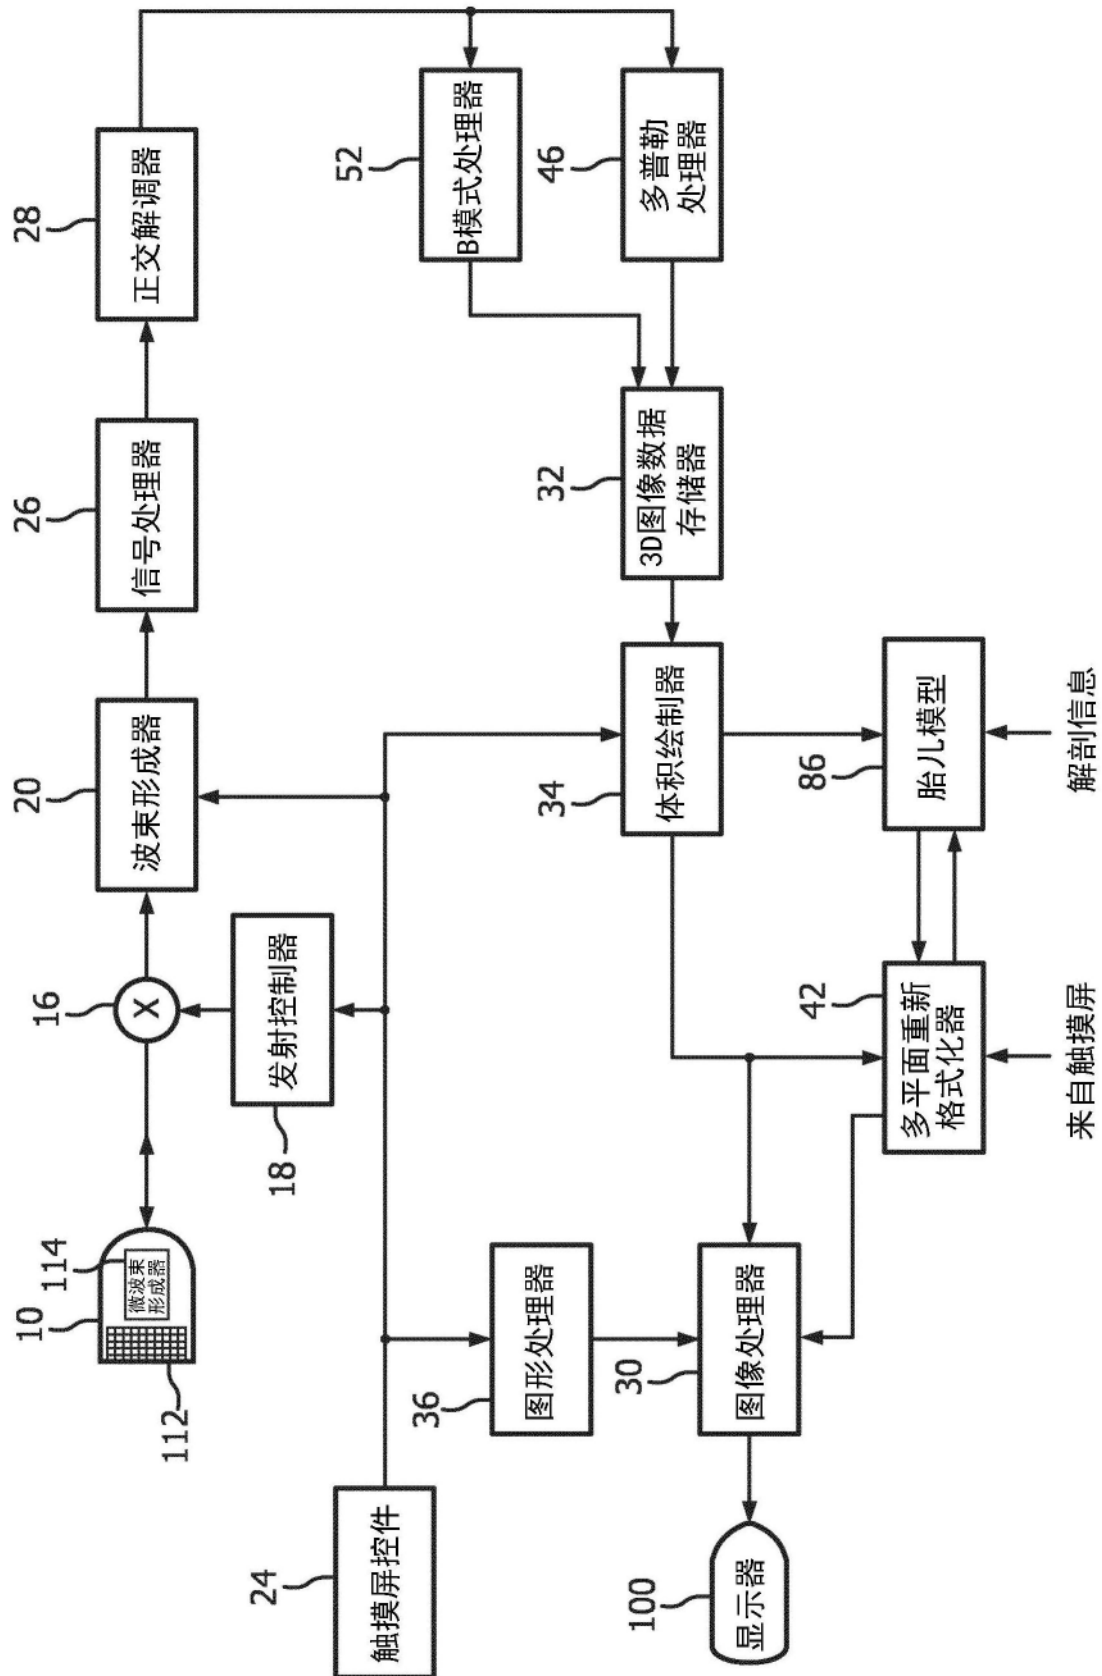 10
114
微波束
形成器
112
16
X
发射控制器
18
20
波束形成器
26
信号处理器
28
正交解调器
52
B模式处理器
46
多普勒
处理器
24
触摸屏控件
36
图形处理器
30
图像处理器
100
显示器
34
体积绘制器
32
3D图像数据
存储器
42
多平面重新
格式化器
86
胎儿模型
来自触摸屏
解剖信息